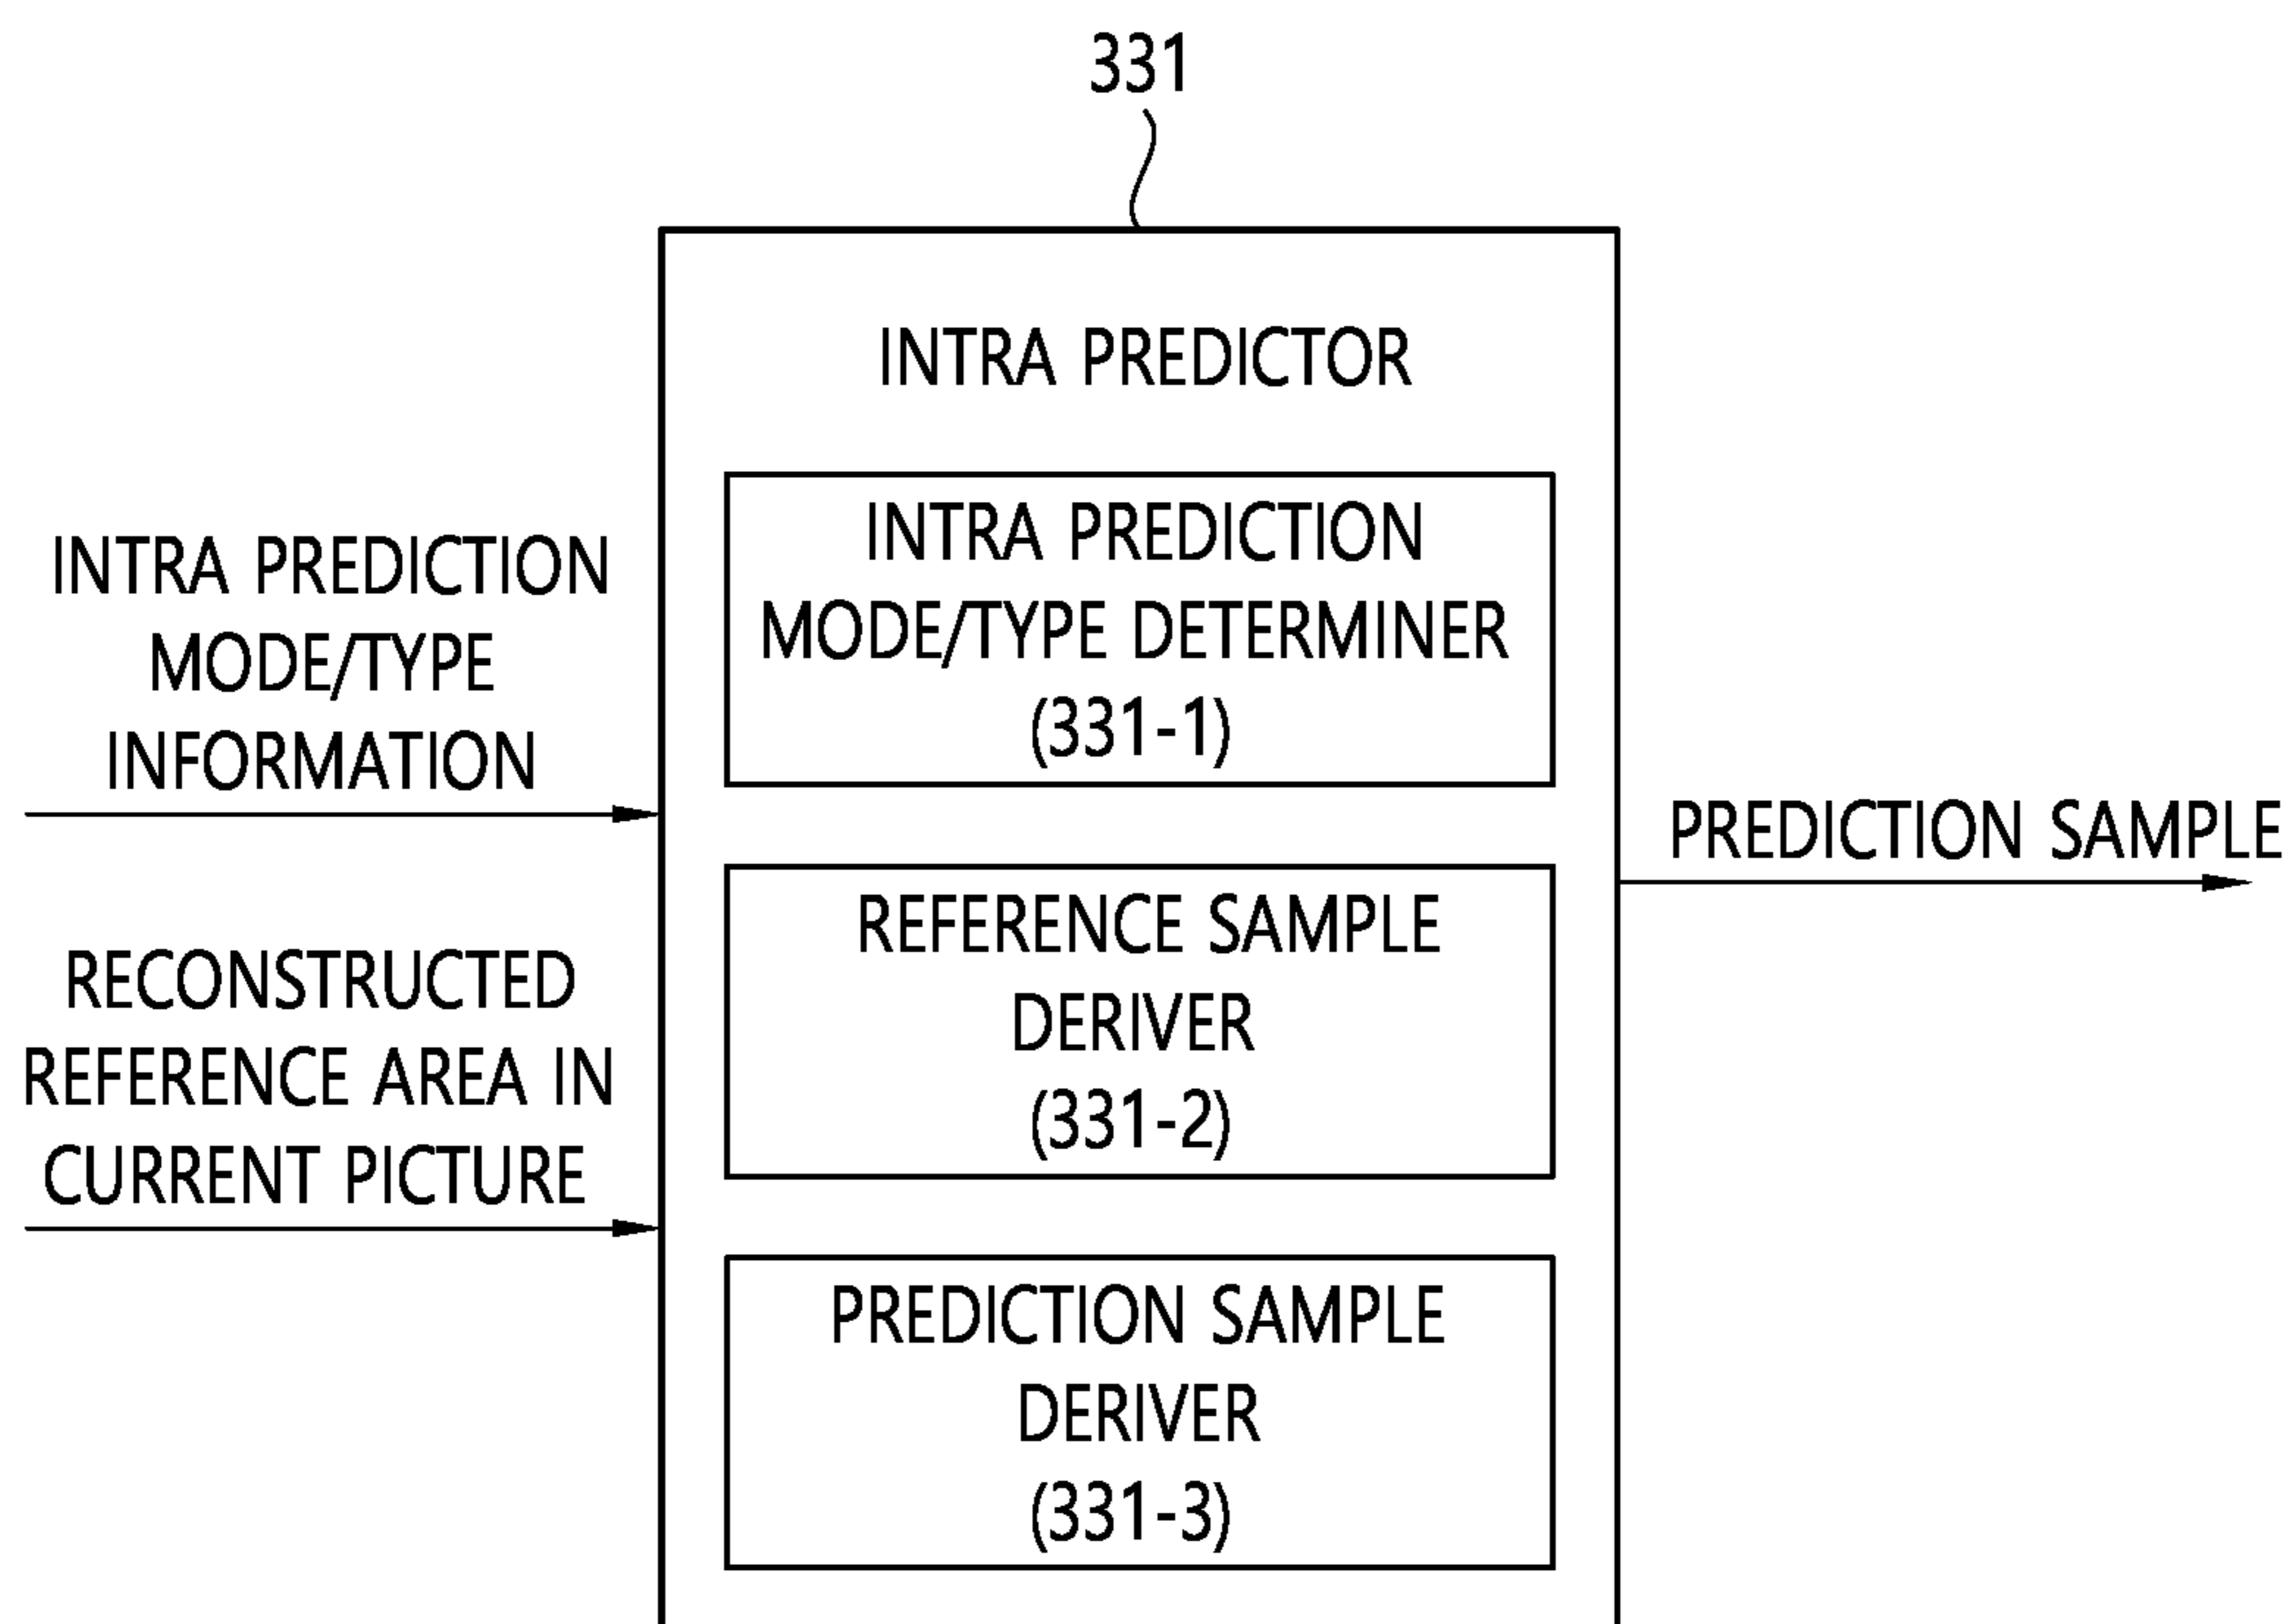 331
INTRA PREDICTOR
INTRA PREDICTION
MODE/TYPE
INFORMATION
RECONSTRUCTED
REFERENCE AREA IN
CURRENT PICTURE
INTRA PREDICTION
MODE/TYPE DETERMINER
(331-1)
REFERENCE SAMPLE
DERIVER
(331-2)
PREDICTION SAMPLE
DERIVER
(331-3)
PREDICTION SAMPLE